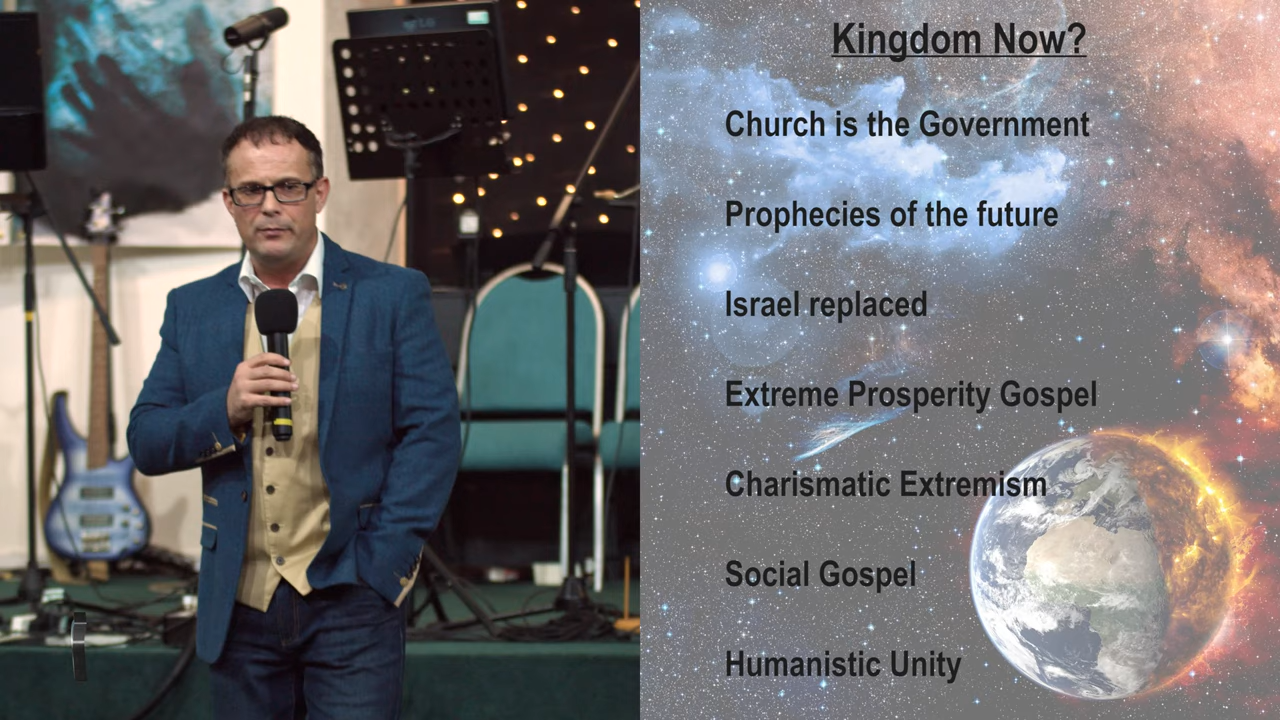 Kingdom Now?
Church is the Government
Prophecies of the future
Israel replaced
Extreme Prosperity Gospel
Charismatic Extremism
Social Gospel
Humanistic Unity